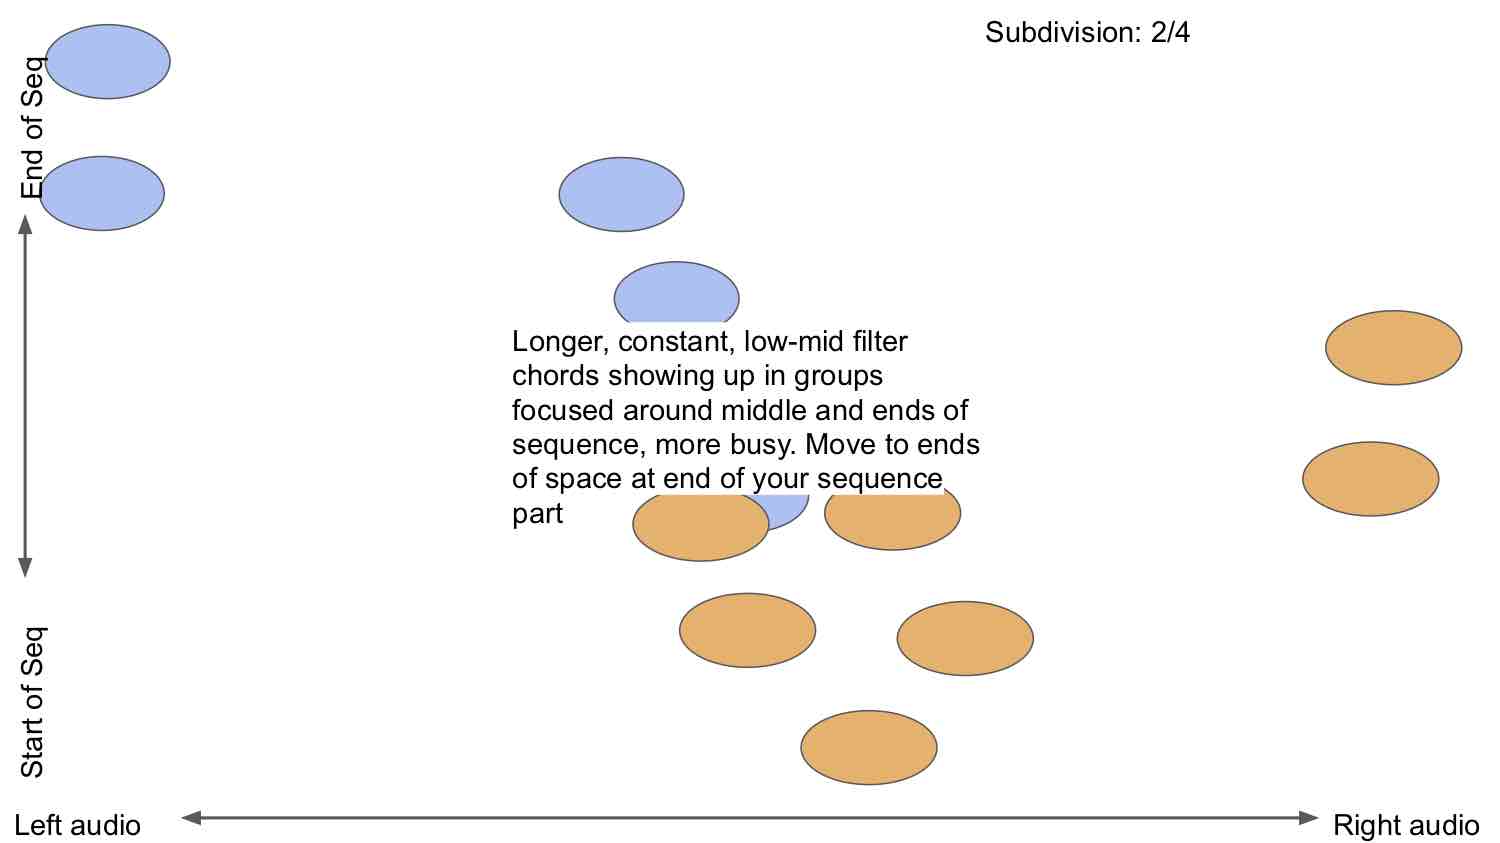 Subdivision: 2/4
End of Seq
Longer, constant, low-mid filter
chords showing up in groups
focused around middle and ends of
sequence, more busy. Move to ends
of space at end of your sequence
part
Start of Seq
Left audio
Right audio